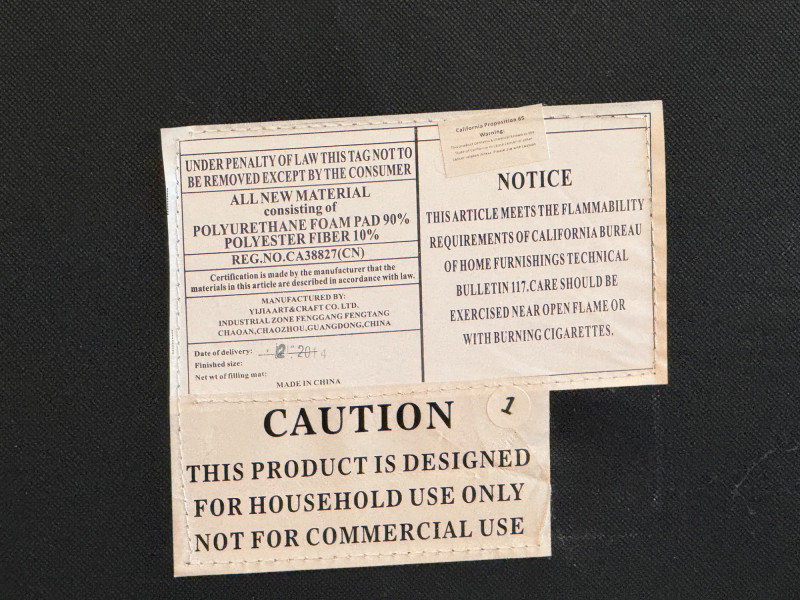 UNDER PENALTY OF LAW THIS TAG NOT TO
BE REMOVED EXCEPT BY THE CONSUMER
ALL NEW MATERIAL
consisting of
POLYURETHANE FOAM PAD 90%
POLYESTER FIBER 10%
REG.NO.CA38827(CN)
Certification is made by the manufacturer that the
materials in this article are described in accordance with law.
MANUFACTURED BY:
YIJIA ART&CRAFT CO. LTD.
INDUSTRIAL ZONE FENGGANG FENGTANG
CHAOAN,CHAOZHOU,GUANGDONG,CHINA
Date of delivery: 2 2014
Finished size:
Net wt of filling mat:
MADE IN CHINA
California Proposition 65
Warning:
NOTICE
THIS ARTICLE MEETS THE FLAMMABILITY
REQUIREMENTS OF CALIFORNIA BUREAU
OF HOME FURNISHINGS TECHNICAL
BULLETIN 117.CARE SHOULD BE
EXERCISED NEAR OPEN FLAME OR
WITH BURNING CIGARETTES.
CAUTION
1
THIS PRODUCT IS DESIGNED
FOR HOUSEHOLD USE ONLY
NOT FOR COMMERCIAL USE